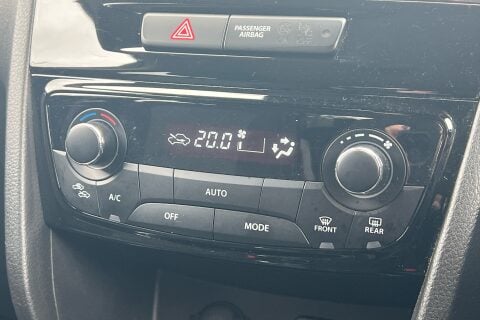 PASSENGER
AIRBAG
20.0
A/C
AUTO
OFF
MODE
FRONT
REAR